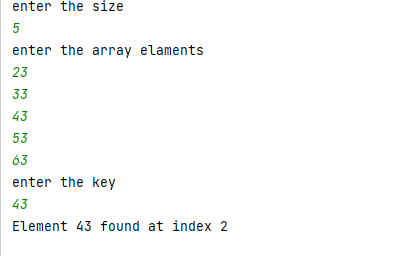 enter the size
5
enter the array elaments
23
33
43
53
63
enter the key
43
Element 43 found at index 2